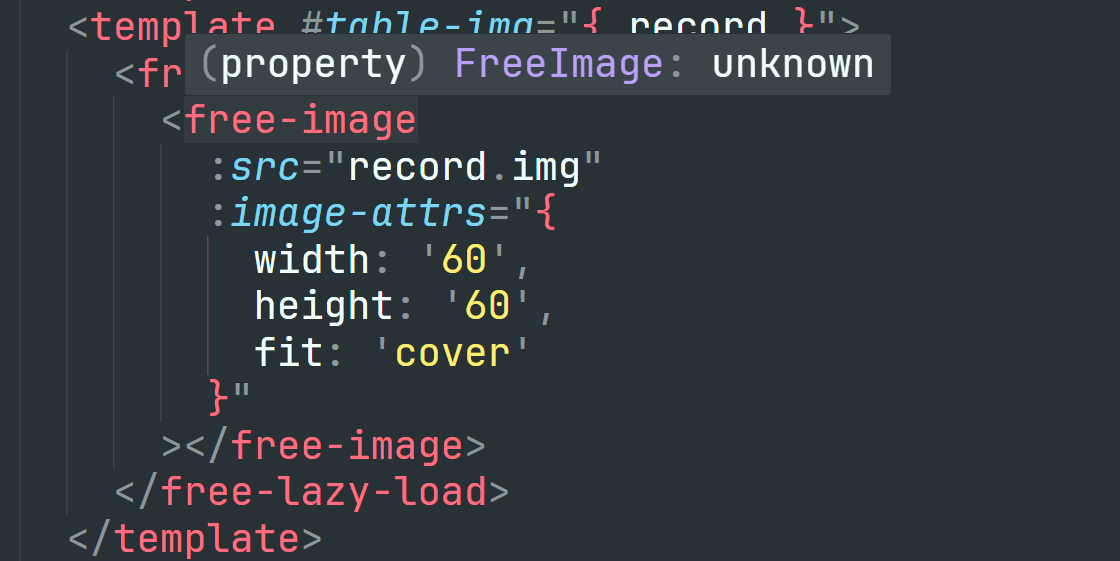 <template #table-img="{ record }">
(property) FreeImage: unknown
<fr
<free-image
:src="record.img"
:image-attrs="{
width: '60',
height: '60',
fit: 'cover'
}"
></free-image>
</free-lazy-load>
</template>